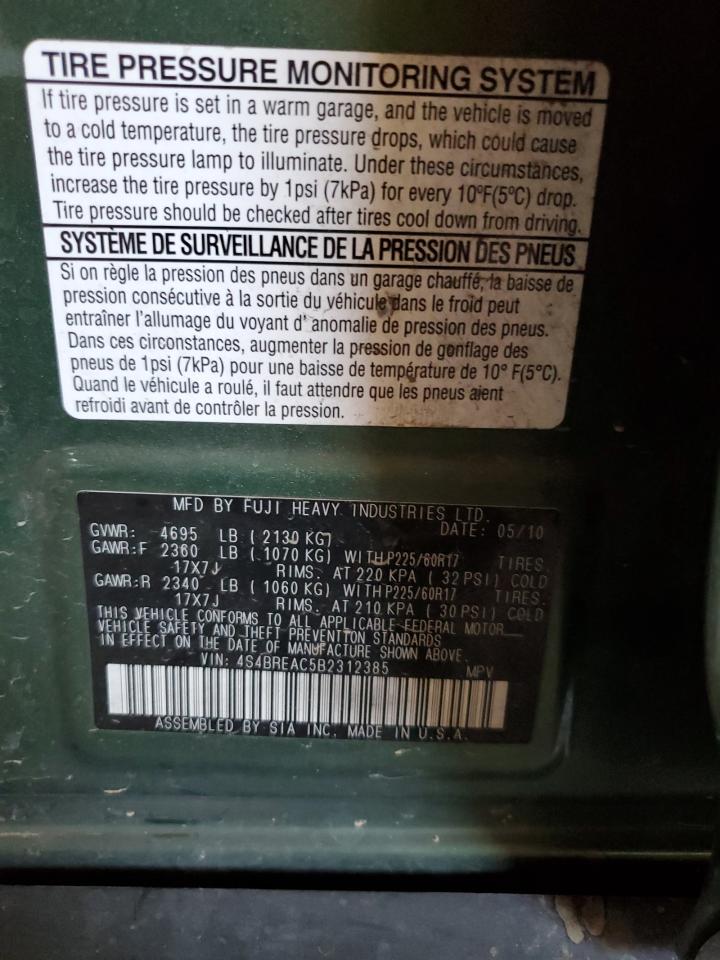 TIRE PRESSURE MONITORING SYSTEM
If tire pressure is set in a warm garage, and the vehicle is moved
to a cold temperature, the tire pressure drops, which could cause
the tire pressure lamp to illuminate. Under these circumstances,
increase the tire pressure by 1psi (7kPa) for every 10ºF(5ºC) drop.
Tire pressure should be checked after tires cool down from driving.
SYSTÈME DE SURVEILLANCE DE LA PRESSION DES PNEUS
Si on règle la pression des pneus dans un garage chauffé, la baisse de
pression consécutive à la sortie du véhicule dans le froid peut
entraîner l'allumage du voyant d' anomalie de pression des pneus.
Dans ces circonstances, augmenter la pression de gonflage des
pneus de 1psi (7kPa) pour une baisse de température de 10° F(5°C).
Quand le véhicule a roulé, il faut attendre que les pneus aient
refroidi avant de contrôler la pression.
MFD BY FUJI HEAVY INDUSTRIES LTD.
DATE: 05/10
GVWR: 4695 LB ( 2130 KG)
GAWR:F 2360 LB ( 1070 KG) WITH P225/60R17 TIRES.
17X7J RIMS. AT 220 KPA ( 32 PSI) COLD
GAWR:R 2340 LB ( 1060 KG) WITH P225/60R17 TIRES.
17X7J RIMS. AT 210 KPA ( 30 PSI) COLD
THIS VEHICLE CONFORMS TO ALL APPLICABLE FEDERAL MOTOR
VEHICLE SAFETY AND THEFT PREVENTION STANDARDS
IN EFFECT ON THE DATE OF MANUFACTURE SHOWN ABOVE.
VIN: 4S4BREAC5B2312385 MPV
ASSEMBLED BY SIA INC. MADE IN U.S.A.